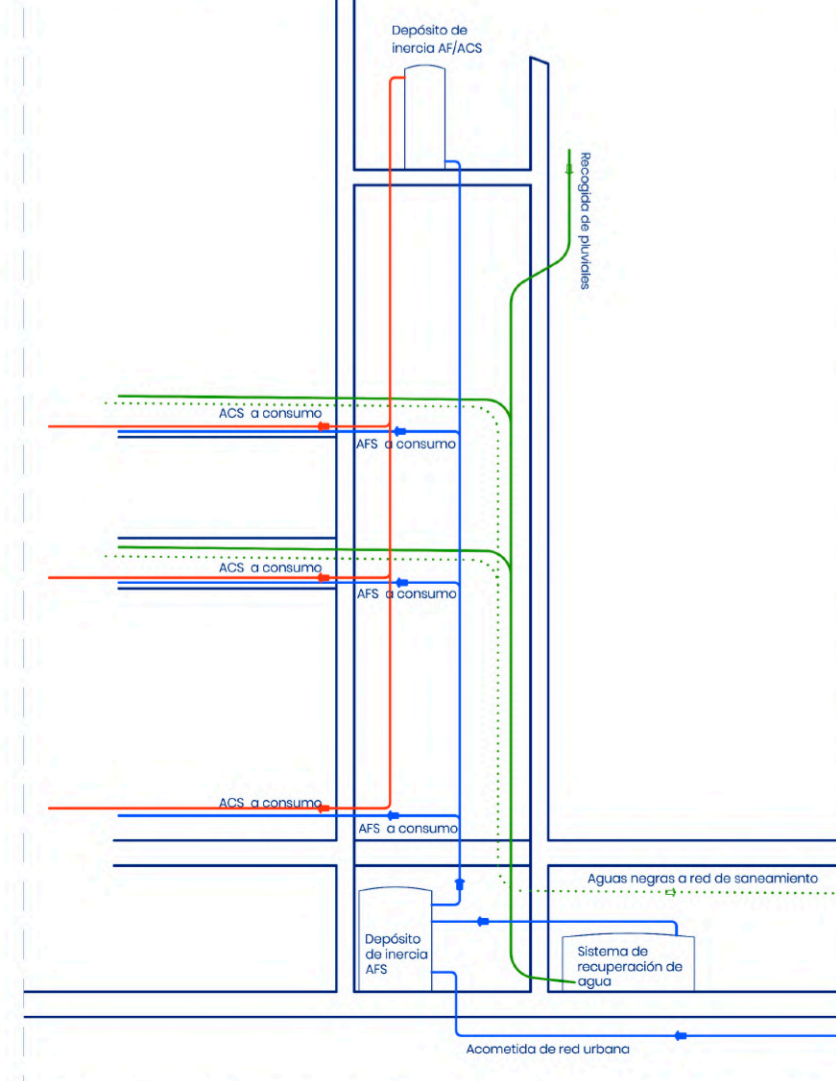 Depósito de
inercia AF/ACS
Recogida de pluviales
ACS a consumo
AFS a consumo
ACS a consumo
AFS a consumo
ACS a consumo
AFS a consumo
Aguas negras a red de saneamiento
Depósito
de inercia
AFS
Sistema de
recuperación de
agua
Acometida de red urbana